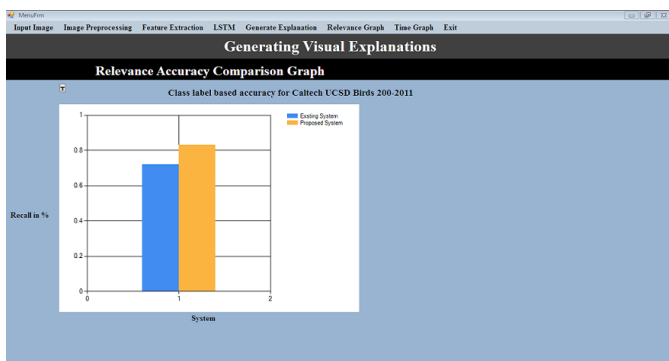 MenuFrm
Input Image Image Preprocessing Feature Extraction LSTM Generate Explanation Relevance Graph Time Graph Exit
Generating Visual Explanations
Relevance Accuracy Comparison Graph
Class label based accuracy for Caltech UCSD Birds 200-2011
Existing System
Proposed System
1
0.8
0.6
Recall in %
0.4
0.2
0
0 1 2
System